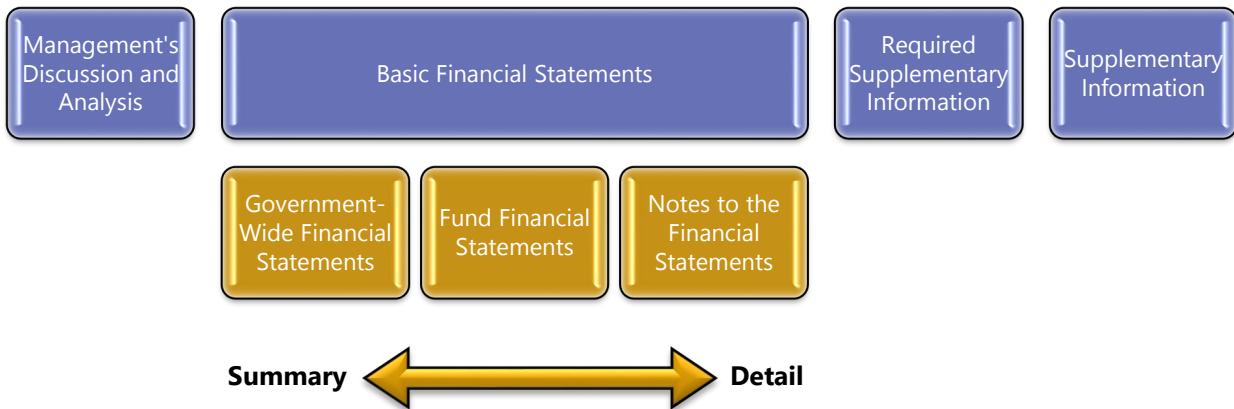 Management's
Discussion and
Analysis
Basic Financial Statements
Required
Supplementary
Information
Supplementary
Information
Government-
Wide Financial
Statements
Fund Financial
Statements
Notes to the
Financial
Statements
Summary
Detail